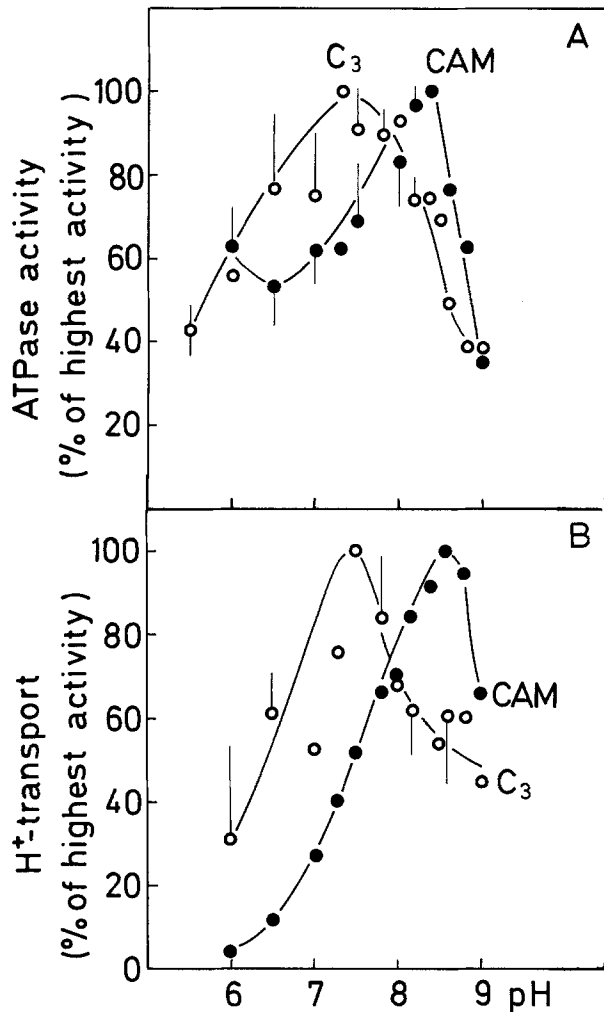 A
C₃
CAM
100
80
60
40
20
ATPase activity
(% of highest activity)
B
100
80
60
40
20
0
H⁺-transport
(% of highest activity)
CAM
C₃
6 7 8 9 pH